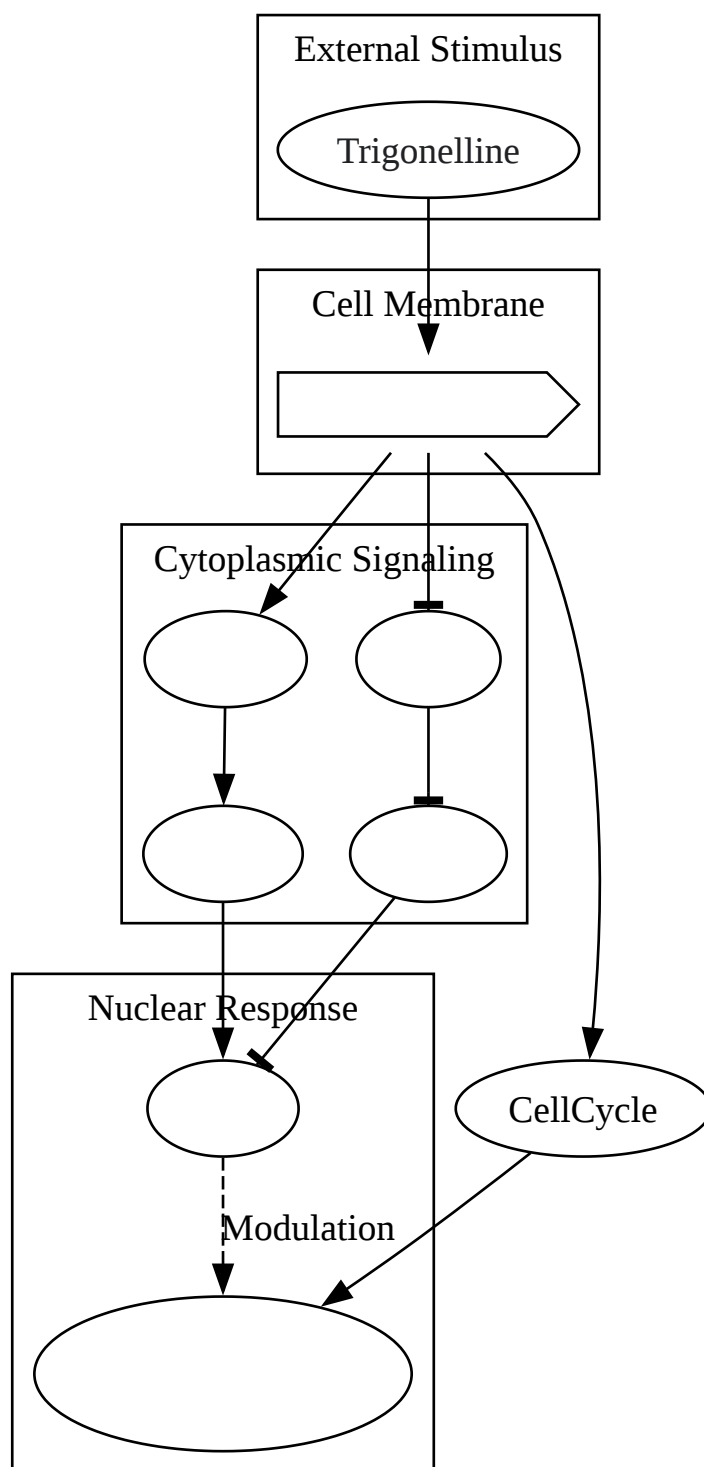 External Stimulus
Trigonelline
Cell Membrane
Cytoplasmic Signaling
Nuclear Response
CellCycle
Modulation